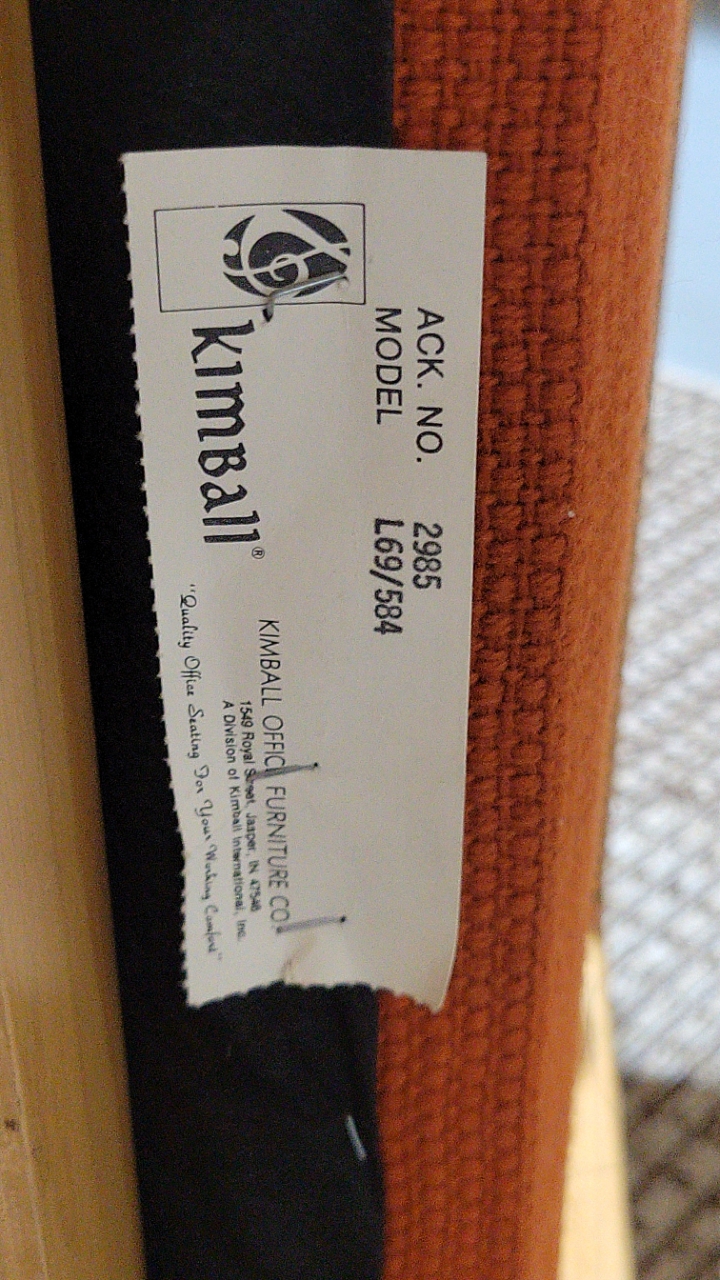 ACK. NO. 2985
MODEL L69/584
KIMBALL®
KIMBALL OFFICE FURNITURE CO.
1549 Royal Street, Jasper, IN 47546
A Division of Kimball International, Inc.
"Quality Office Seating For Your Working Comfort"